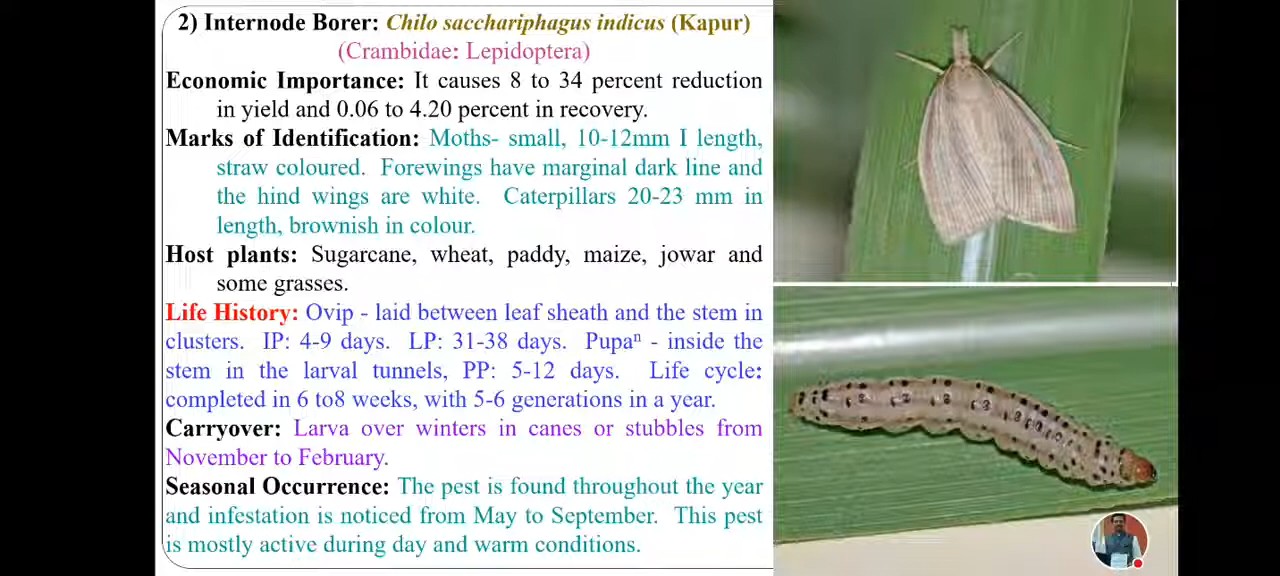 2) Internode Borer: Chilo sacchariphagus indicus (Kapur)
(Crambidae: Lepidoptera)
Economic Importance: It causes 8 to 34 percent reduction
in yield and 0.06 to 4.20 percent in recovery.
Marks of Identification: Moths- small, 10-12mm I length,
straw coloured. Forewings have marginal dark line and
the hind wings are white. Caterpillars 20-23 mm in
length, brownish in colour.
Host plants: Sugarcane, wheat, paddy, maize, jowar and
some grasses.
Life History: Ovip - laid between leaf sheath and the stem in
clusters. IP: 4-9 days. LP: 31-38 days. Pupaⁿ - inside the
stem in the larval tunnels, PP: 5-12 days. Life cycle:
completed in 6 to8 weeks, with 5-6 generations in a year.
Carryover: Larva over winters in canes or stubbles from
November to February.
Seasonal Occurrence: The pest is found throughout the year
and infestation is noticed from May to September. This pest
is mostly active during day and warm conditions.